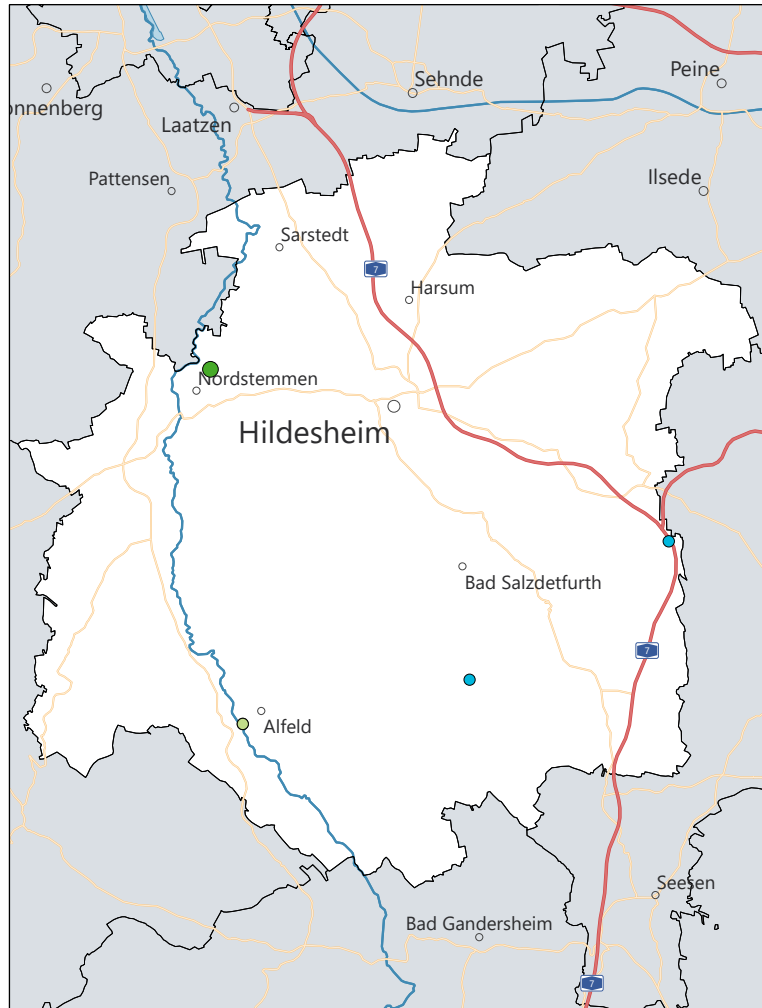 Sehnde
Peine
onnenberg
Laatzen
Pattensen
Ilsede
Sarstedt
7
Harsum
Nordstemmen
Hildesheim
Bad Salzdetfurth
7
Alfeld
Seesen
Bad Gandersheim
7